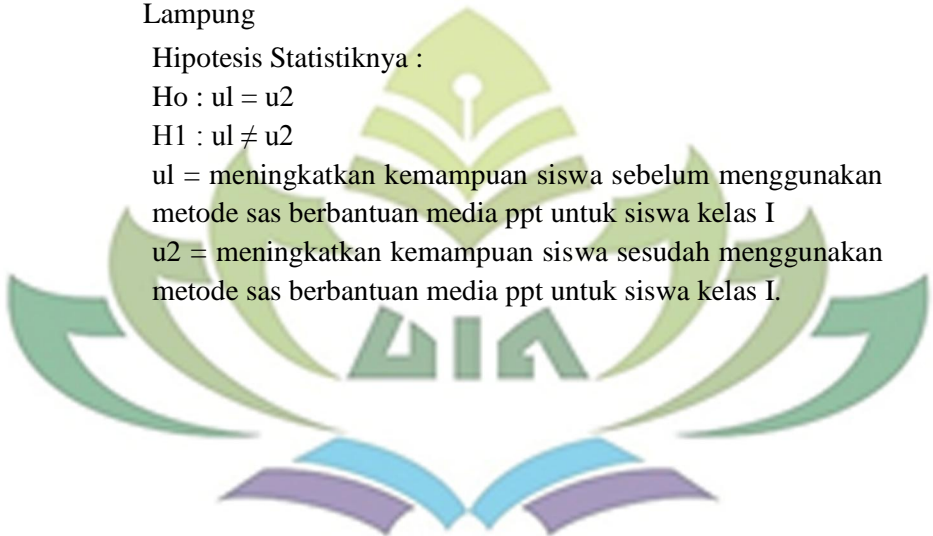 Lampung
Hipotesis Statistiknya :
Ho : ul = u2
H1 : ul ≠ u2
ul = meningkatkan kemampuan siswa sebelum menggunakan
metode sas berbantuan media ppt untuk siswa kelas I
u2 = meningkatkan kemampuan siswa sesudah menggunakan
metode sas berbantuan media ppt untuk siswa kelas I.
UIN